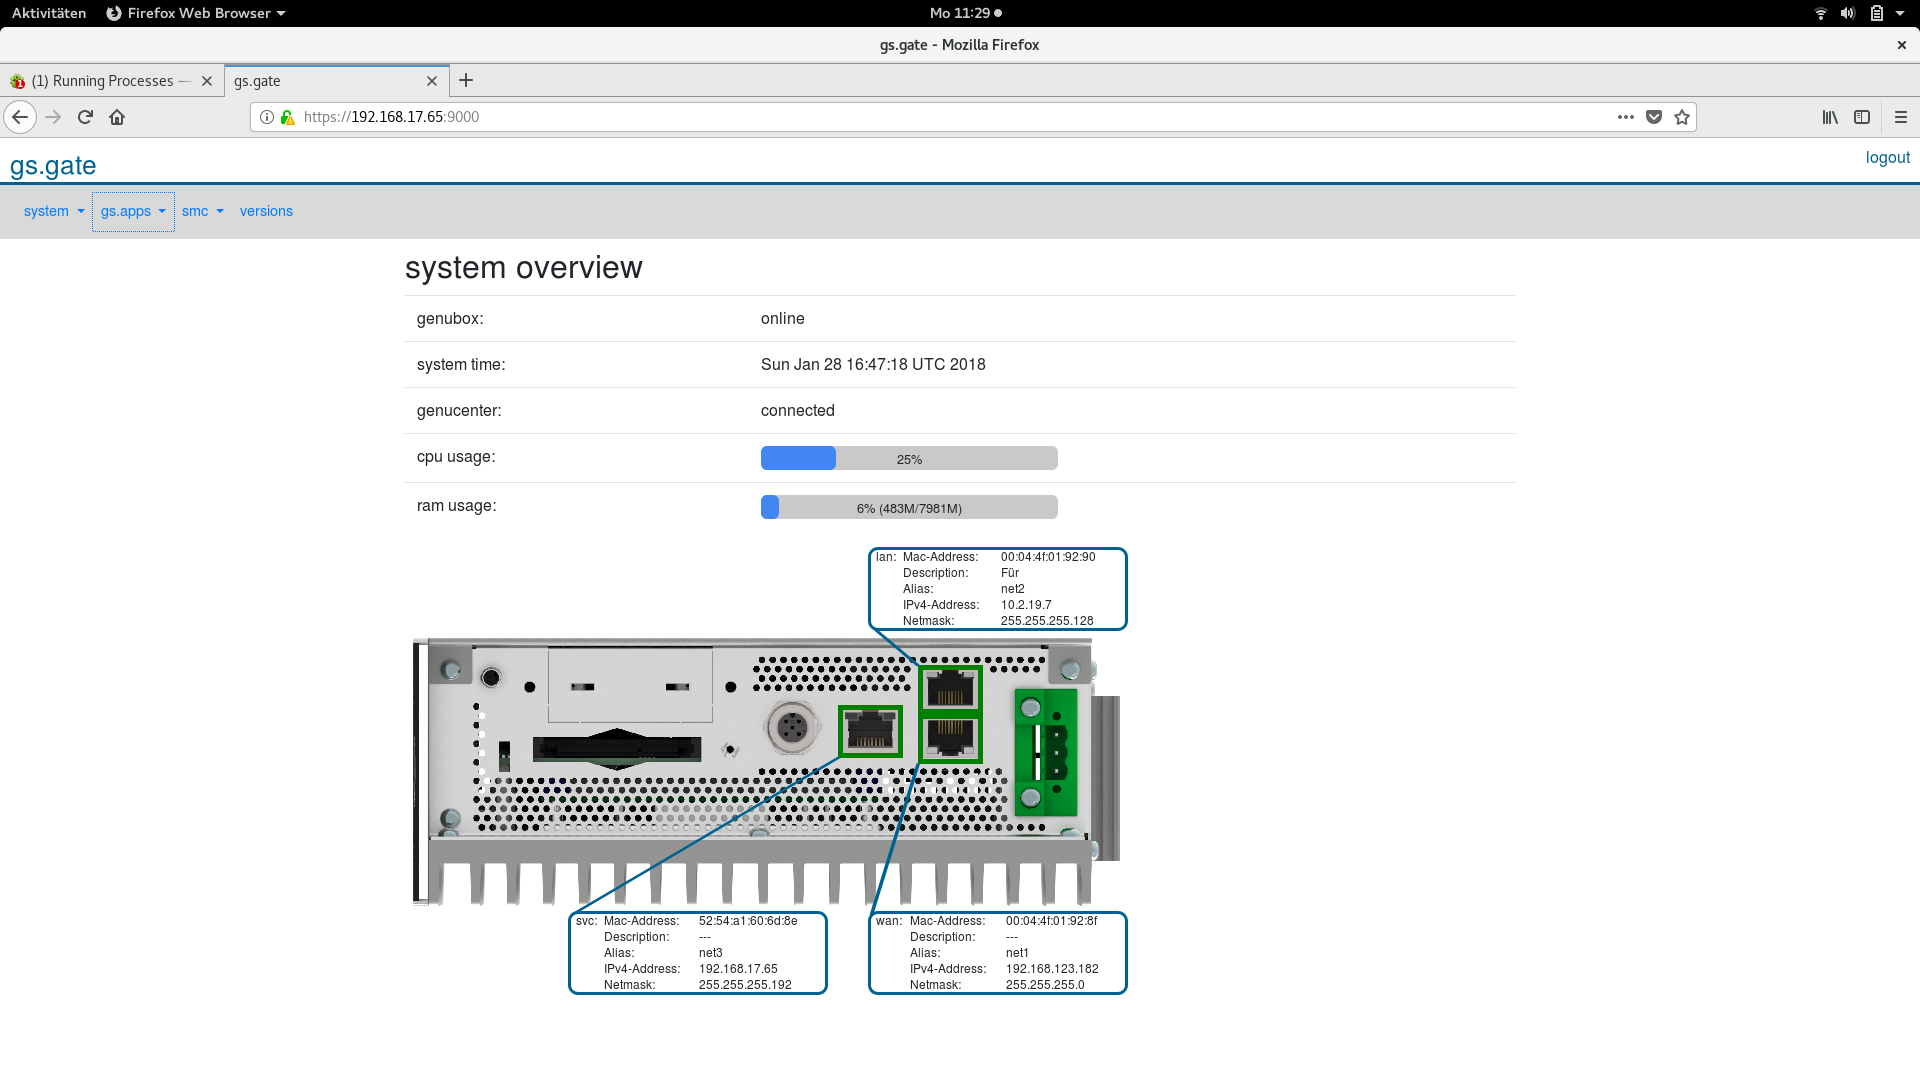 Aktivitäten Firefox Web Browser Mo 11:29
gs.gate - Mozilla Firefox
(1) Running Processes — gs.gate
https://192.168.17.65:9000
gs.gate logout
system gs.apps smc versions
system overview
genubox: online
system time: Sun Jan 28 16:47:18 UTC 2018
genucenter: connected
cpu usage: 25%
ram usage: 6% (483M/7981M)
lan: Mac-Address: 00:04:4f:01:92:90
Description: Für
Alias: net2
IPv4-Address: 10.2.19.7
Netmask: 255.255.255.128
svc: Mac-Address: 52:54:a1:60:6d:8e
Description: ---
Alias: net3
IPv4-Address: 192.168.17.65
Netmask: 255.255.255.192
wan: Mac-Address: 00:04:4f:01:92:8f
Description: ---
Alias: net1
IPv4-Address: 192.168.123.182
Netmask: 255.255.255.0